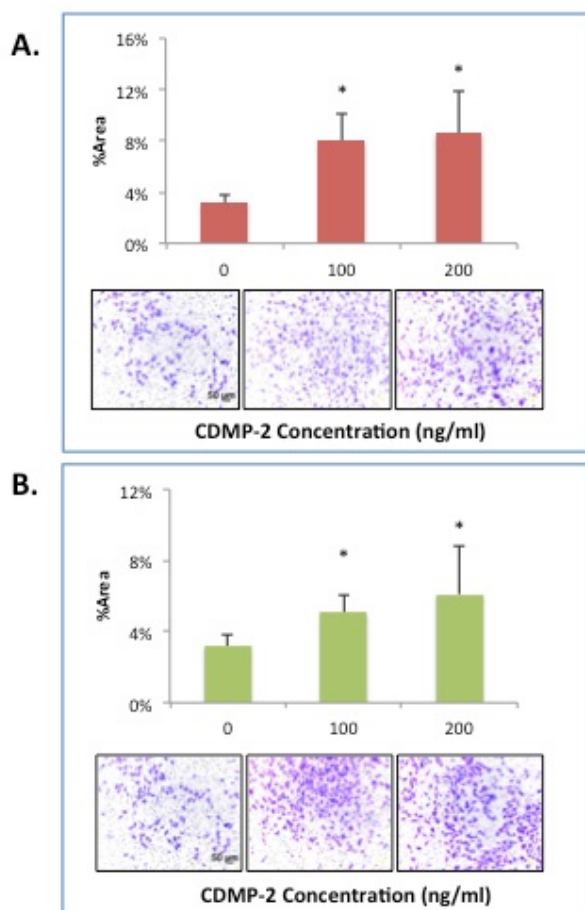 A.
16%
12%
8%
4%
0%
%Area
*
*
0 100 200
50 µm
CDMP-2 Concentration (ng/ml)
B.
12%
8%
4%
0%
%Area
*
*
0 100 200
50 µm
CDMP-2 Concentration (ng/ml)